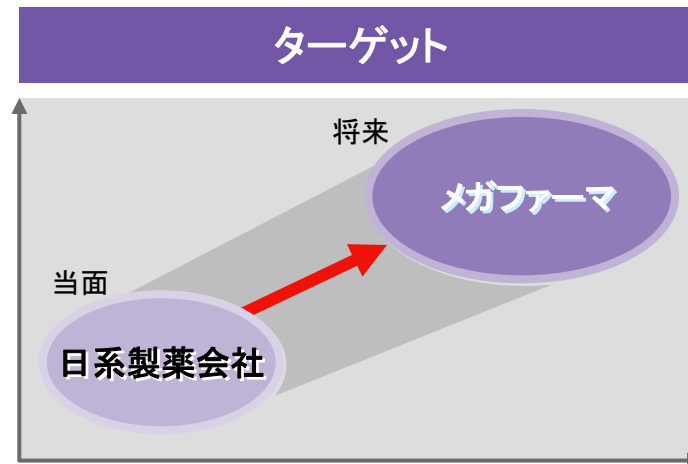 ターゲット
将来
メガファーマ
当面
日系製薬会社